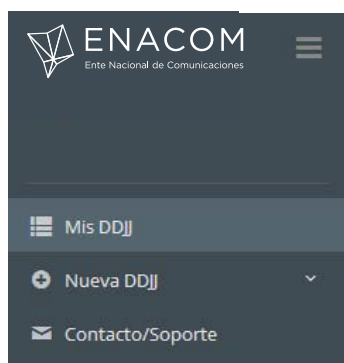 ENACOM
Ente Nacional de Comunicaciones
Mis DDJJ
Nueva DDJJ
Contacto/Soporte